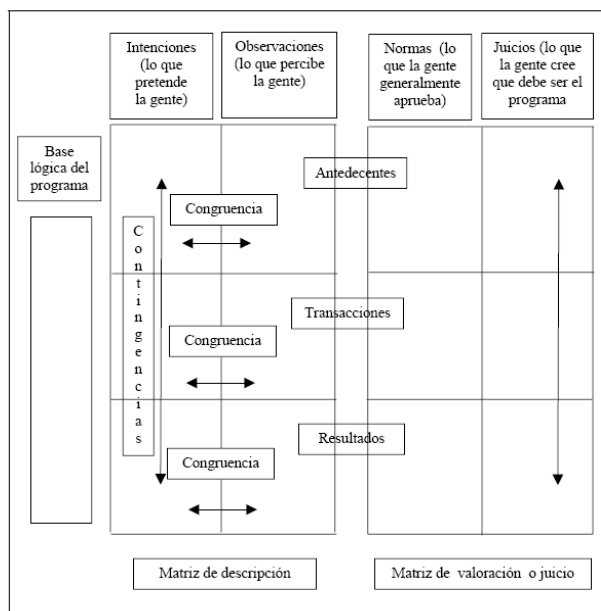 Intenciones
(lo que
pretende
la gente)
Observaciones
(lo que percibe
la gente)
Normas (lo
que la gente
generalmente
aprueba)
Juicios (lo que
la gente cree
que debe ser el
programa
Base
lógica del
programa
Antedecentes
Congruencia
Contingencias
Transacciones
Congruencia
Resultados
Congruencia
Matriz de descripción
Matriz de valoración o juicio